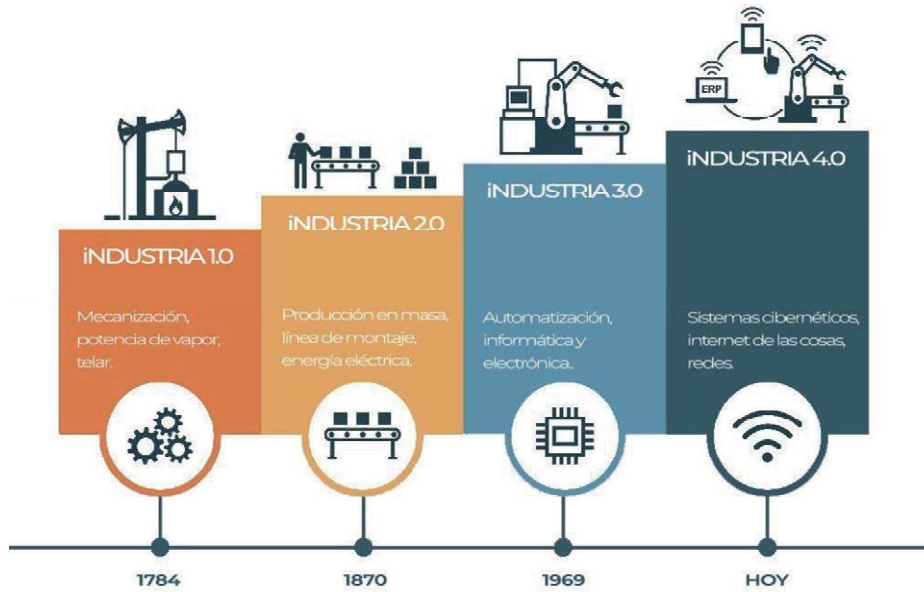 ERP
iNDUSTRIA 1.0
Mecanización,
potencia de vapor,
telar.
iNDUSTRIA 2.0
Producción en masa,
línea de montaje,
energía eléctrica.
iNDUSTRIA 3.0
Automatización,
informática y
electrónica..
iNDUSTRIA 4.0
Sistemas cibernéticos,
internet de las cosas,
redes.
1784
1870
1969
HOY